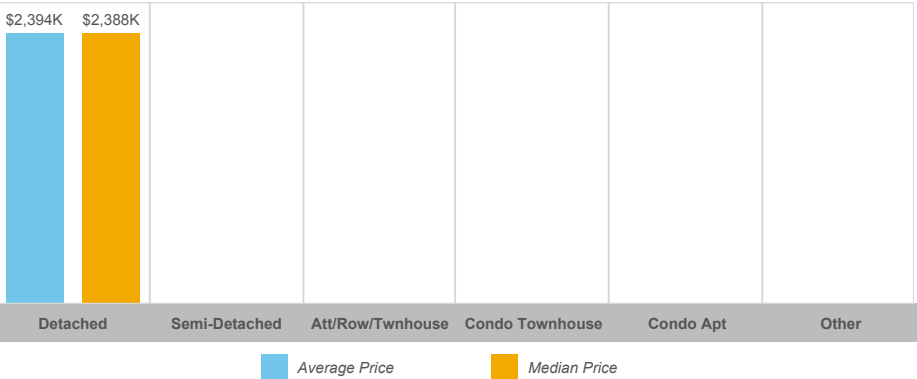 $2,394K $2,388K
Detached Semi-Detached Att/Row/Twnhouse Condo Townhouse Condo Apt Other
Average Price Median Price